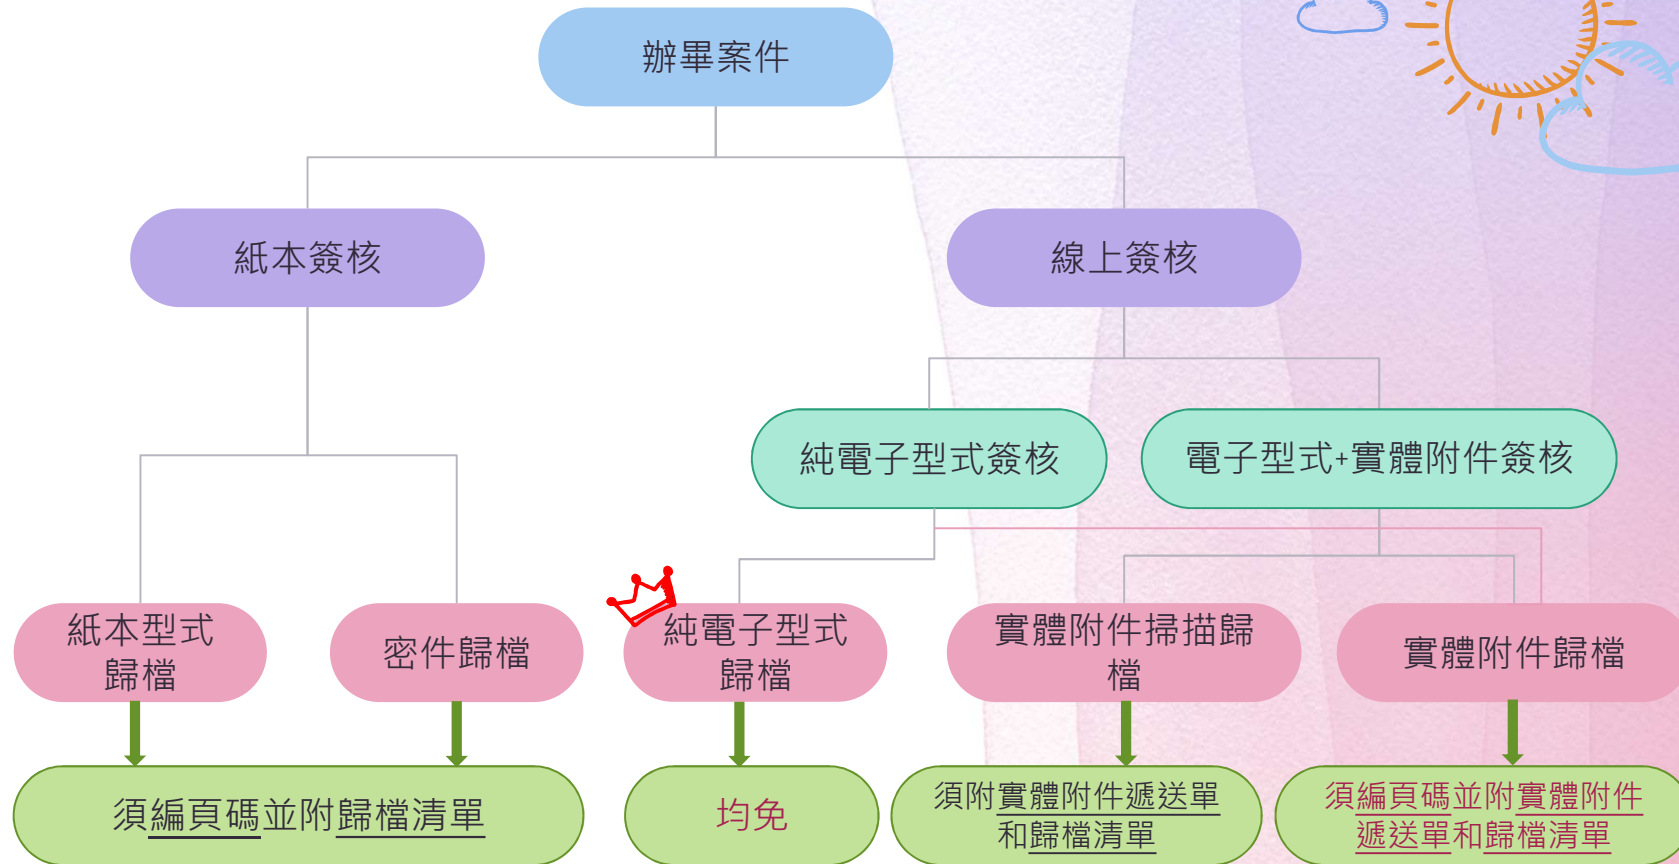 辦畢案件
紙本簽核
線上簽核
純電子型式簽核
電子型式+實體附件簽核
紙本型式
歸檔
密件歸檔
純電子型式
歸檔
實體附件掃描歸
檔
實體附件歸檔
須編頁碼並附歸檔清單
均免
須附實體附件遞送單
和歸檔清單
須編頁碼並附實體附件
遞送單和歸檔清單